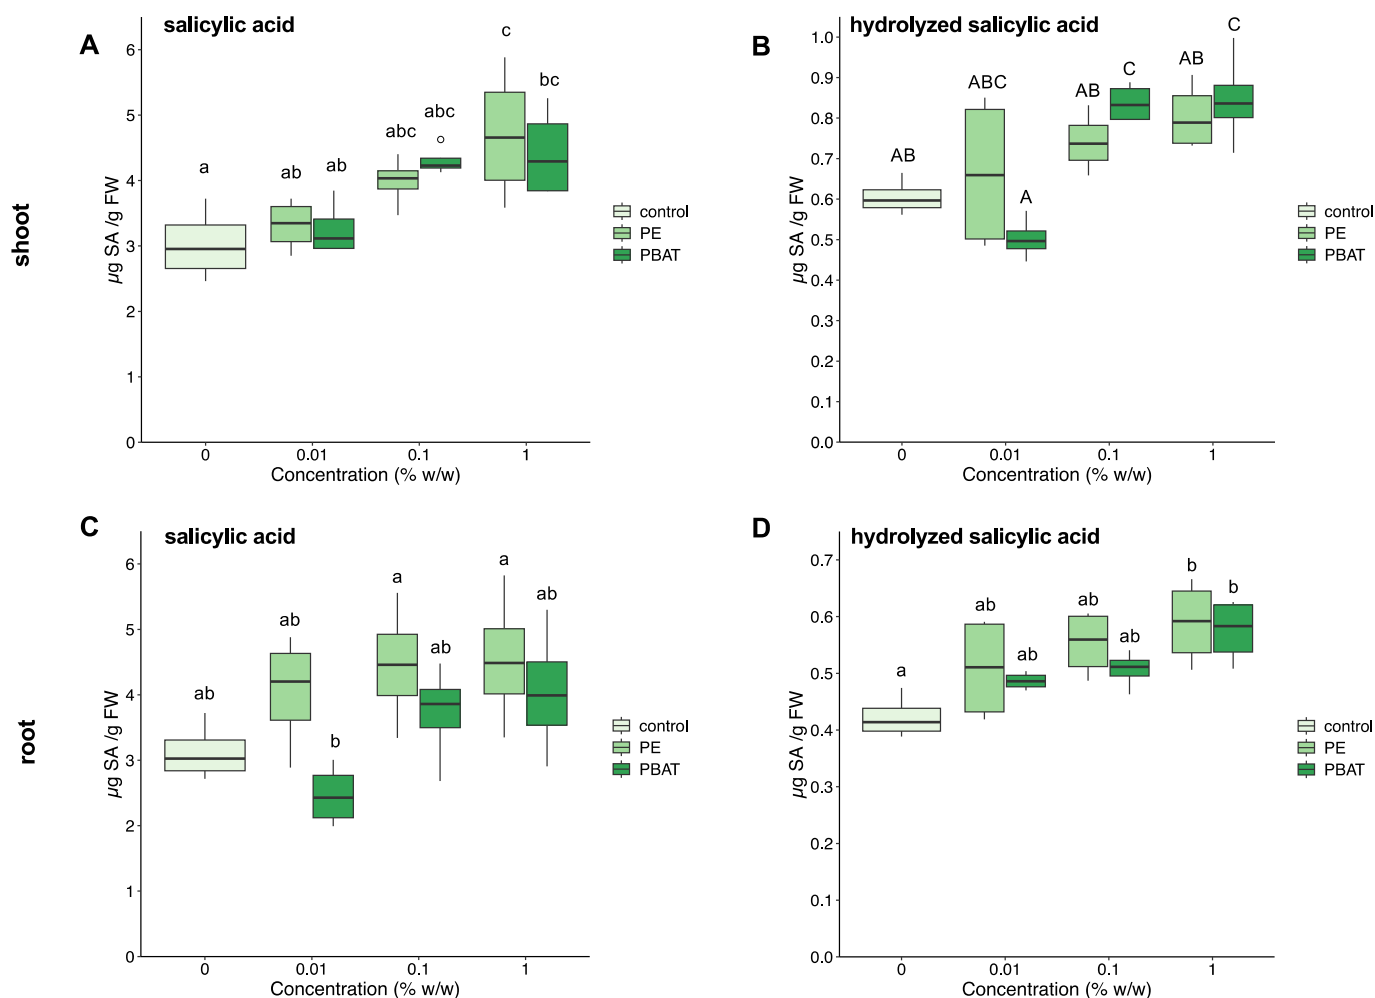 A
salicylic acid
6
5
4
3
2
1
0
µg SA /g FW
a
ab
ab
abc
abc
c
bc
0
0.01
0.1
1
Concentration (% w/w)
control
PE
PBAT
shoot
B
hydrolyzed salicylic acid
1.0
0.9
0.8
0.7
0.6
0.5
0.4
0.3
0.2
0.1
0.0
µg SA /g FW
AB
ABC
A
AB
C
AB
C
0
0.01
0.1
1
Concentration (% w/w)
control
PE
PBAT
C
salicylic acid
6
5
4
3
2
1
0
µg SA /g FW
ab
ab
b
a
ab
a
ab
0
0.01
0.1
1
Concentration (% w/w)
control
PE
PBAT
root
D
hydrolyzed salicylic acid
0.7
0.6
0.5
0.4
0.3
0.2
0.1
0.0
µg SA /g FW
a
ab
ab
ab
ab
b
b
0
0.01
0.1
1
Concentration (% w/w)
control
PE
PBAT